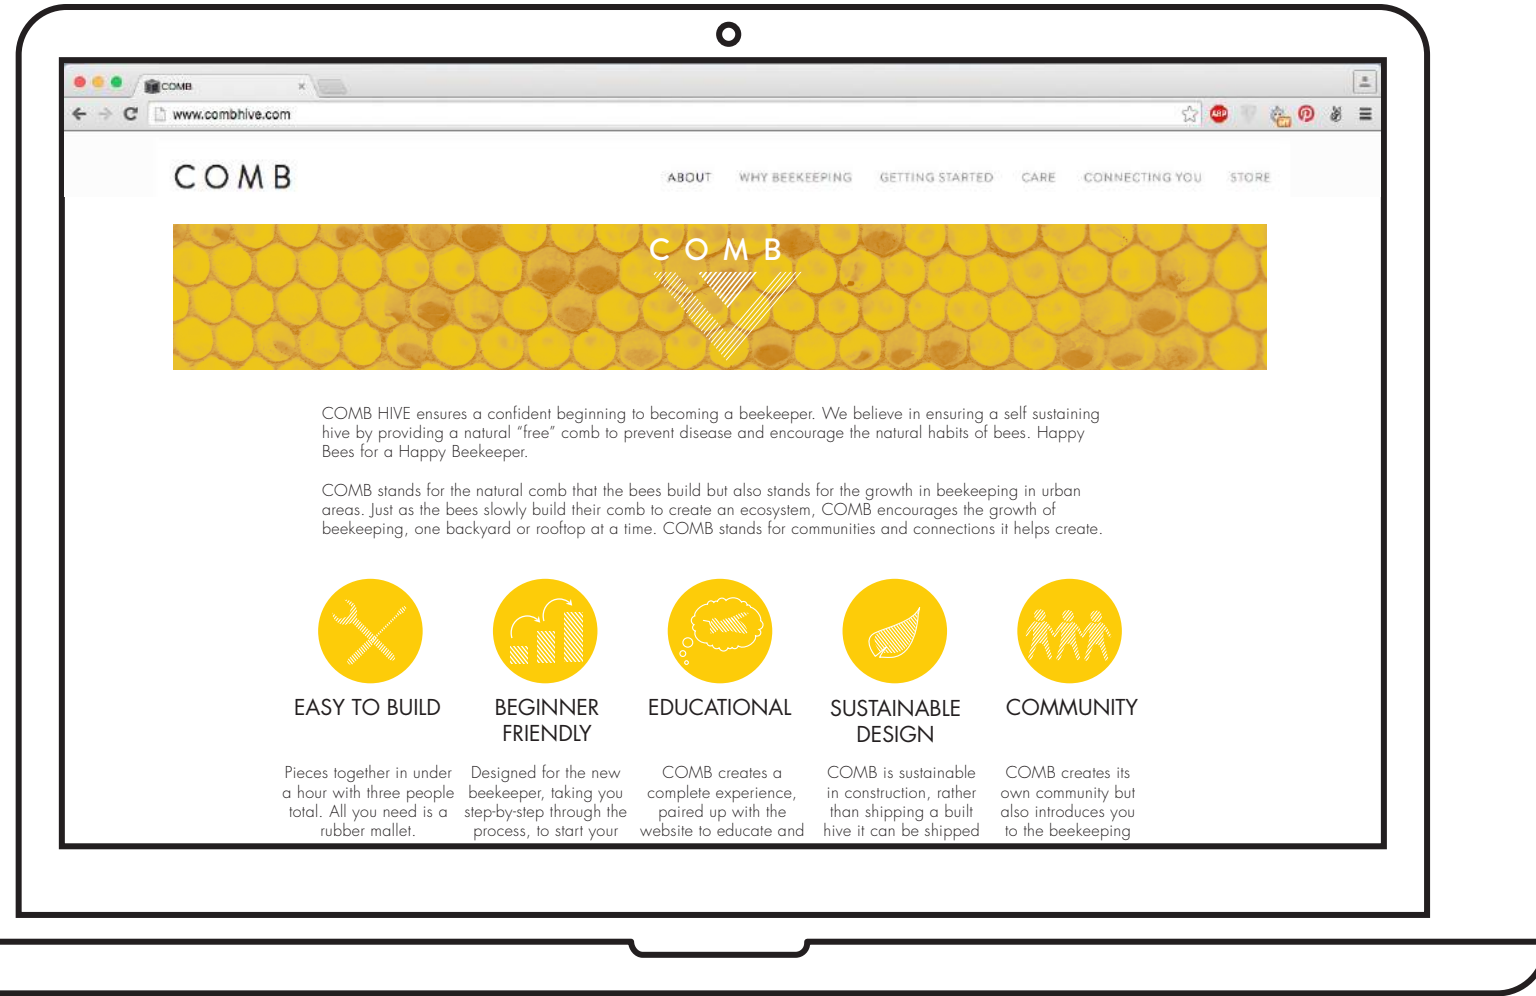 COMB
www.combhive.com
ABP
COMB
ABOUT WHY BEEKEEPING GETTING STARTED CARE CONNECTING YOU STORE
COMB
COMB HIVE ensures a confident beginning to becoming a beekeeper. We believe in ensuring a self sustaining
hive by providing a natural “free” comb to prevent disease and encourage the natural habits of bees. Happy
Bees for a Happy Beekeeper.
COMB stands for the natural comb that the bees build but also stands for the growth in beekeeping in urban
areas. Just as the bees slowly build their comb to create an ecosystem, COMB encourages the growth of
beekeeping, one backyard or rooftop at a time. COMB stands for communities and connections it helps create.
EASY TO BUILD
Pieces together in under
a hour with three people
total. All you need is a
rubber mallet.
BEGINNER
FRIENDLY
Designed for the new
beekeeper, taking you
step-by-step through the
process, to start your
EDUCATIONAL
COMB creates a
complete experience,
paired up with the
website to educate and
SUSTAINABLE
DESIGN
COMB is sustainable
in construction, rather
than shipping a built
hive it can be shipped
COMMUNITY
COMB creates its
own community but
also introduces you
to the beekeeping